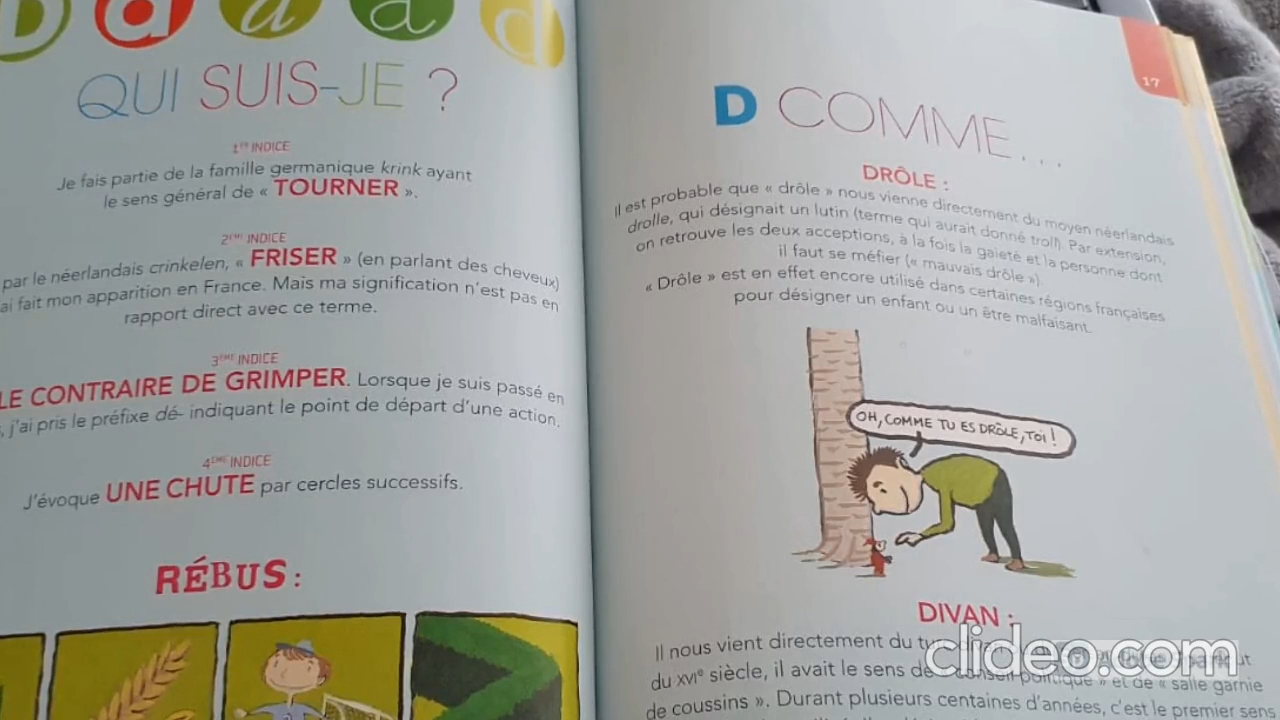 D a d a d
QUI SUIS-JE ?
1ER INDICE
Je fais partie de la famille germanique krink ayant
le sens général de « TOURNER ».
2ÈME INDICE
par le néerlandais crinkelen, « FRISER » (en parlant des cheveux)
ai fait mon apparition en France. Mais ma signification n'est pas en
rapport direct avec ce terme.
3ÈME INDICE
LE CONTRAIRE DE GRIMPER. Lorsque je suis passé en
, j'ai pris le préfixe dé- indiquant le point de départ d'une action.
4ÈME INDICE
J'évoque UNE CHUTE par cercles successifs.
RÉBUS :
17
D COMME...
DRÔLE :
Il est probable que « drôle » nous vienne directement du moyen néerlandais
drolle, qui désignait un lutin (terme qui aurait donné troll). Par extension,
on retrouve les deux acceptions, à la fois la gaieté et la personne dont
il faut se méfier (« mauvais drôle »).
« Drôle » est en effet encore utilisé dans certaines régions françaises
pour désigner un enfant ou un être malfaisant.
OH, COMME TU ES DRÔLE, TOI !
DIVAN :
Il nous vient directement du
du XVIe siècle, il avait le sens de « conseil politique » et de « salle garnie
de coussins ». Durant plusieurs centaines d'années, c'est le premier sens
clideo.com